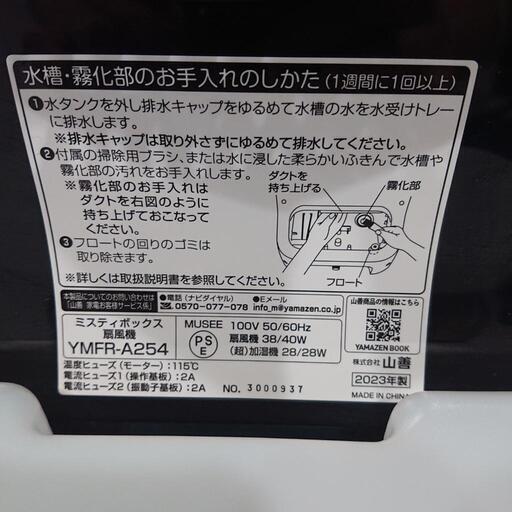 水槽・霧化部のお手入れのしかた(1週間に1回以上)
❶水タンクを外し排水キャップをゆるめて水槽の水を水受けトレー
に排水します。
※排水キャップは取り外さずにゆるめて排水してください。
❷付属の掃除用ブラシ、または水に浸した柔らかいふきんで水槽や
霧化部の汚れをお手入れします。
※霧化部のお手入れは
ダクトを右図のように
持ち上げておこなって
ください。
❸フロートの回りのゴミは
取り除きます。
※詳しくは取扱説明書を参照してください。
ダクトを
持ち上げる
霧化部
フロート
本製品についてのお問い合わせは
「山善 家電お客様サービス係」
●電話(ナビダイヤル)
0570-077-078
●Eメール
info_m@yamazen.co.jp
山善商品の情報はこちら
YAMAZEN BOOK
ミスティボックス
扇風機
YMFR-A254
PSE
MUSEE 100V 50/60Hz
扇風機 38/40W
(超)加湿機 28/28W
株式会社 山善
2023年製
MADE IN CHINA
温度ヒューズ(モーター):115℃
電流ヒューズ1(操作基板):2A
電流ヒューズ2(振動子基板):2A
NO. 3000937